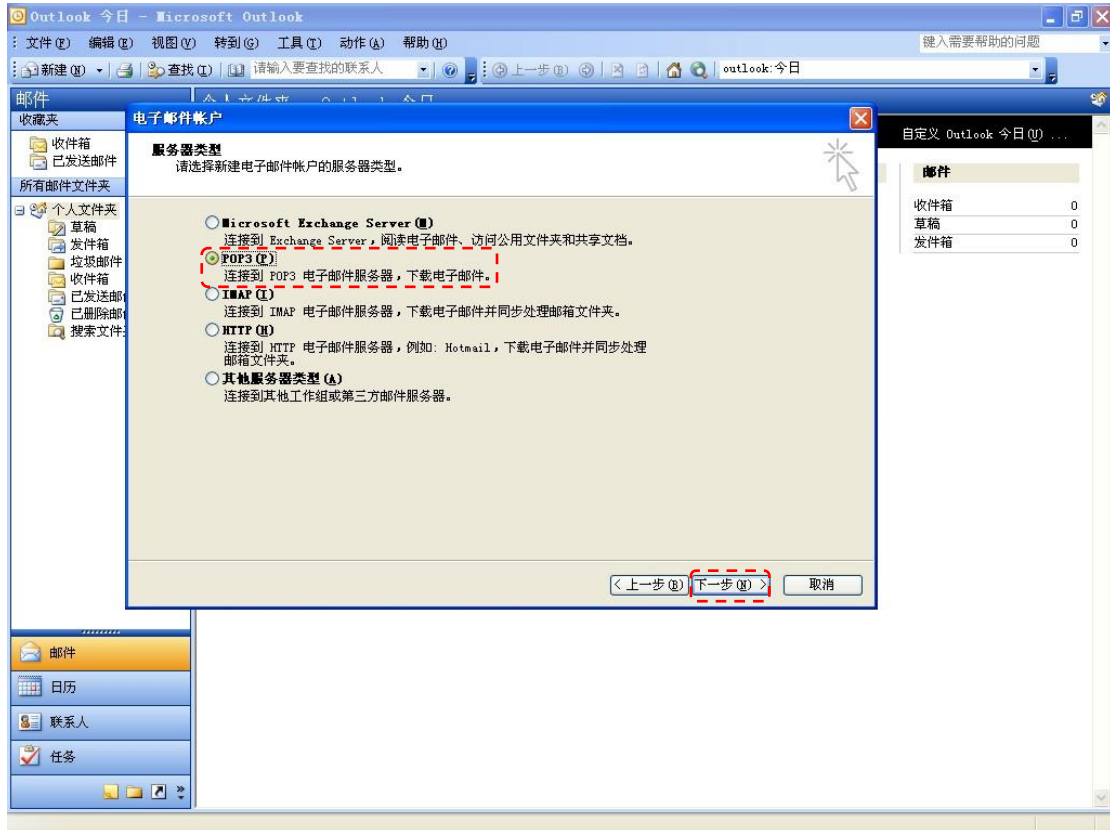 Outlook 今日 - Microsoft Outlook
文件(F) 编辑(E) 视图(V) 转到(G) 工具(T) 动作(A) 帮助(H)
键入需要帮助的问题
新建(N) 查找(I) 请输入要查找的联系人 上一步(B) outlook:今日
邮件
收藏夹
收件箱
已发送邮件
所有邮件文件夹
个人文件夹
草稿
发件箱
垃圾邮件
收件箱
已发送邮
已删除邮
搜索文件
电子邮件帐户
服务器类型
请选择新建电子邮件帐户的服务器类型。
Microsoft Exchange Server(M)
连接到 Exchange Server，阅读电子邮件、访问公用文件夹和共享文档。
POP3(P)
连接到 POP3 电子邮件服务器，下载电子邮件。
IMAP(I)
连接到 IMAP 电子邮件服务器，下载电子邮件并同步处理邮箱文件夹。
HTTP(H)
连接到 HTTP 电子邮件服务器，例如: Hotmail，下载电子邮件并同步处理
邮箱文件夹。
其他服务器类型(A)
连接到其他工作组或第三方邮件服务器。
< 上一步(B) 下一步(N) > 取消
自定义 Outlook 今日(U) ...
邮件
收件箱 0
草稿 0
发件箱 0
邮件
日历
联系人
任务